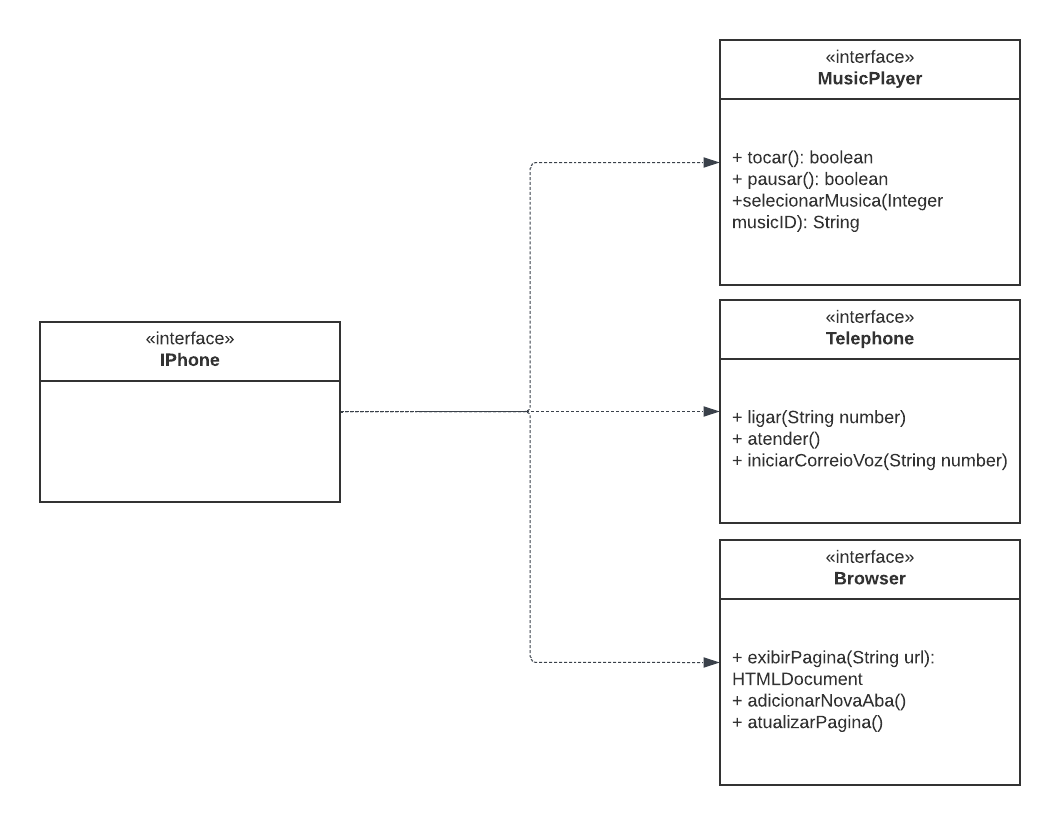 «interface»
MusicPlayer
+ tocar(): boolean
+ pausar(): boolean
+selecionarMusica(Integer
musicID): String
«interface»
IPhone
«interface»
Telephone
+ ligar(String number)
+ atender()
+ iniciarCorreioVoz(String number)
«interface»
Browser
+ exibirPagina(String url):
HTMLDocument
+ adicionarNovaAba()
+ atualizarPagina()